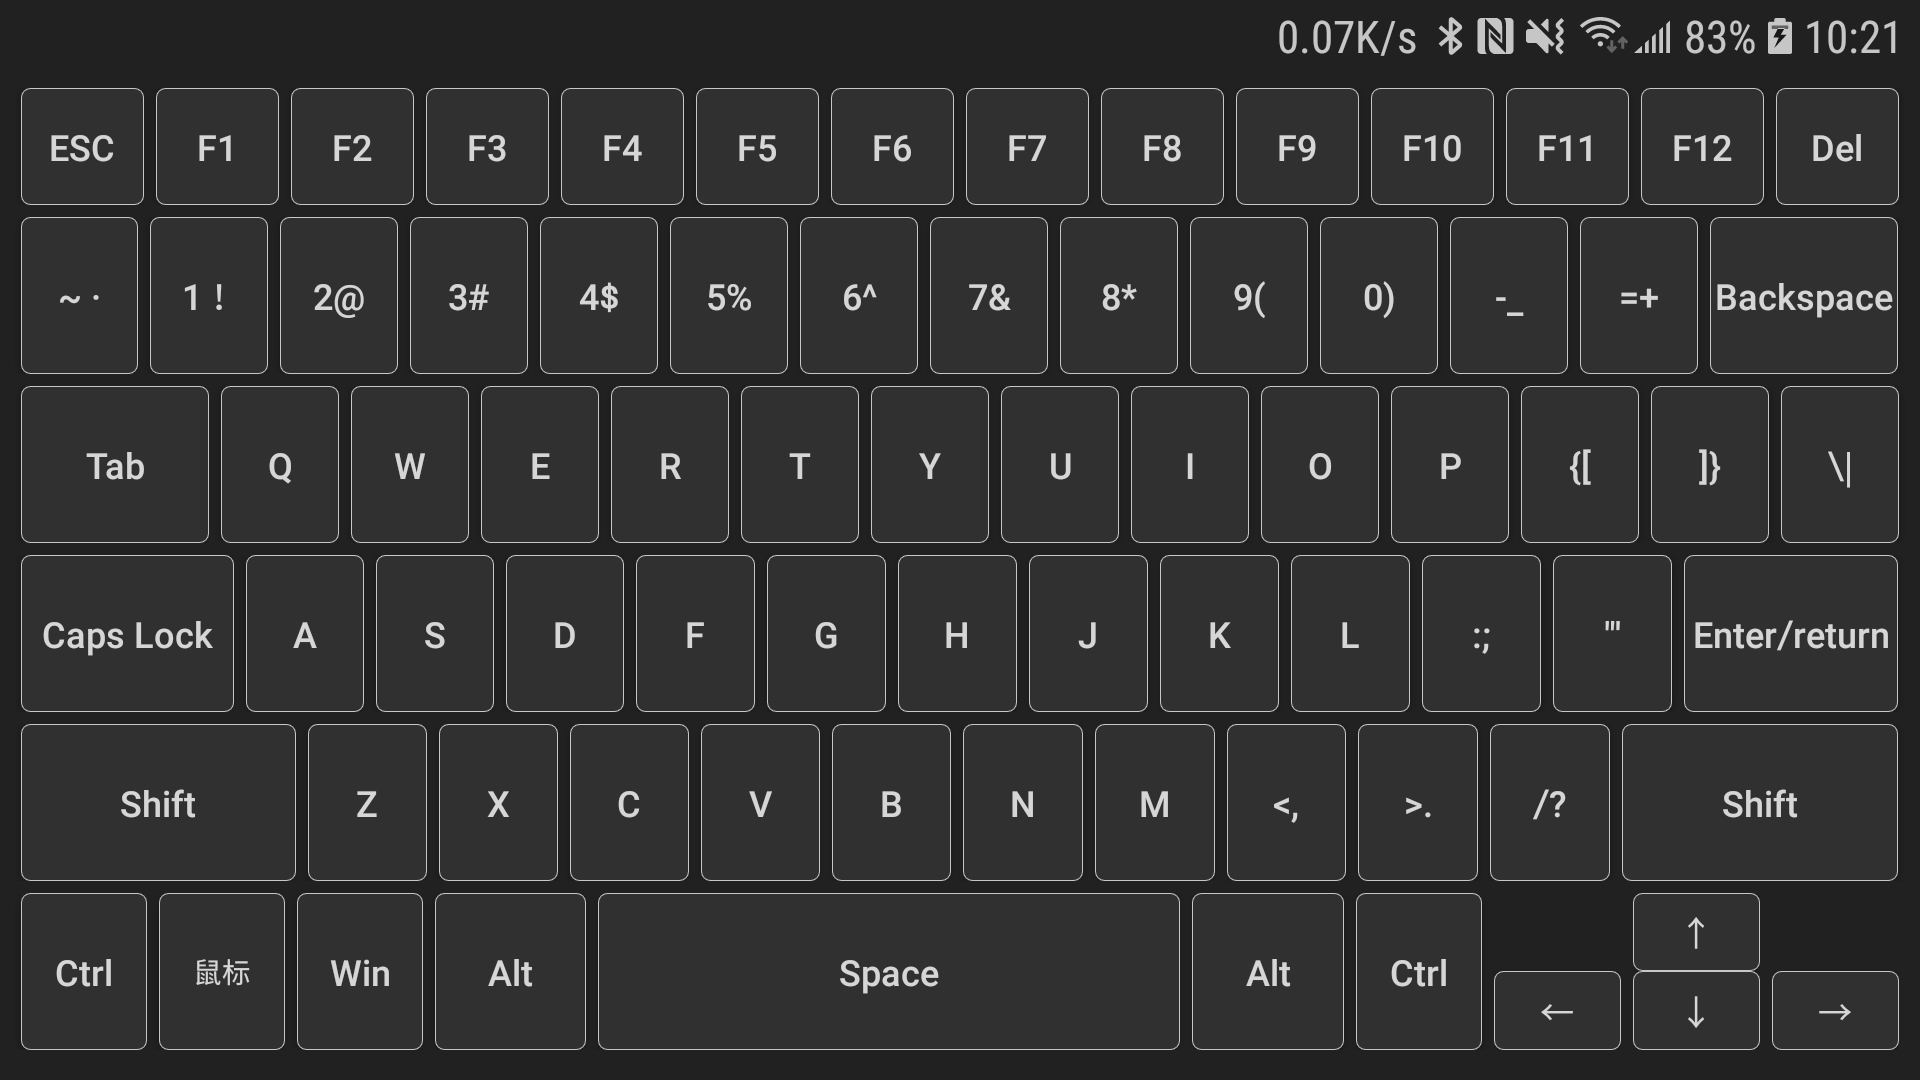 0.07K/s 83% 10:21
ESC F1 F2 F3 F4 F5 F6 F7 F8 F9 F10 F11 F12 Del
~ · 1 ! 2@ 3# 4$ 5% 6^ 7& 8* 9( 0) -_ =+ Backspace
Tab Q W E R T Y U I O P {[ ]} \|
Caps Lock A S D F G H J K L :; '" Enter/return
Shift Z X C V B N M <, >. /? Shift
Ctrl 鼠标 Win Alt Space Alt Ctrl ↑
← ↓ →